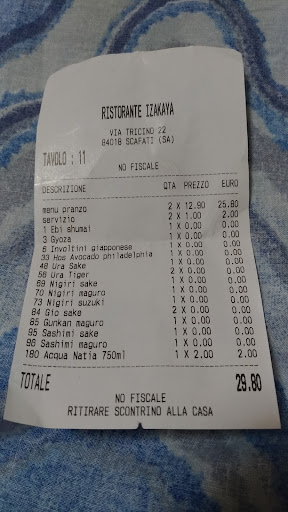 RISTORANTE IZAKAYA
VIA TRICINO 22
84018 SCAFATI (SA)
TAVOLO : 11
NO FISCALE
DESCRIZIONE QTA PREZZO EURO
menu pranzo 2 X 12.90 25.80
servizio 2 X 1.00 2.00
1 Ebi shumai 1 X 0.00 0.00
3 Gyoza 1 X 0.00 0.00
6 Involtini giapponese 1 X 0.00 0.00
33 Hos Avocado philadelphia 1 X 0.00 0.00
48 Ura Sake 1 X 0.00 0.00
58 Ura Tiger 2 X 0.00 0.00
69 Nigiri sake 1 X 0.00 0.00
70 Nigiri maguro 1 X 0.00 0.00
73 Nigiri suzuki 1 X 0.00 0.00
84 Gio sake 2 X 0.00 0.00
85 Gunkan maguro 1 X 0.00 0.00
95 Sashimi sake 1 X 0.00 0.00
96 Sashimi maguro 1 X 0.00 0.00
180 Acqua Natia 750ml 1 X 2.00 2.00
TOTALE 29.80
NO FISCALE
RITIRARE SCONTRINO ALLA CASA